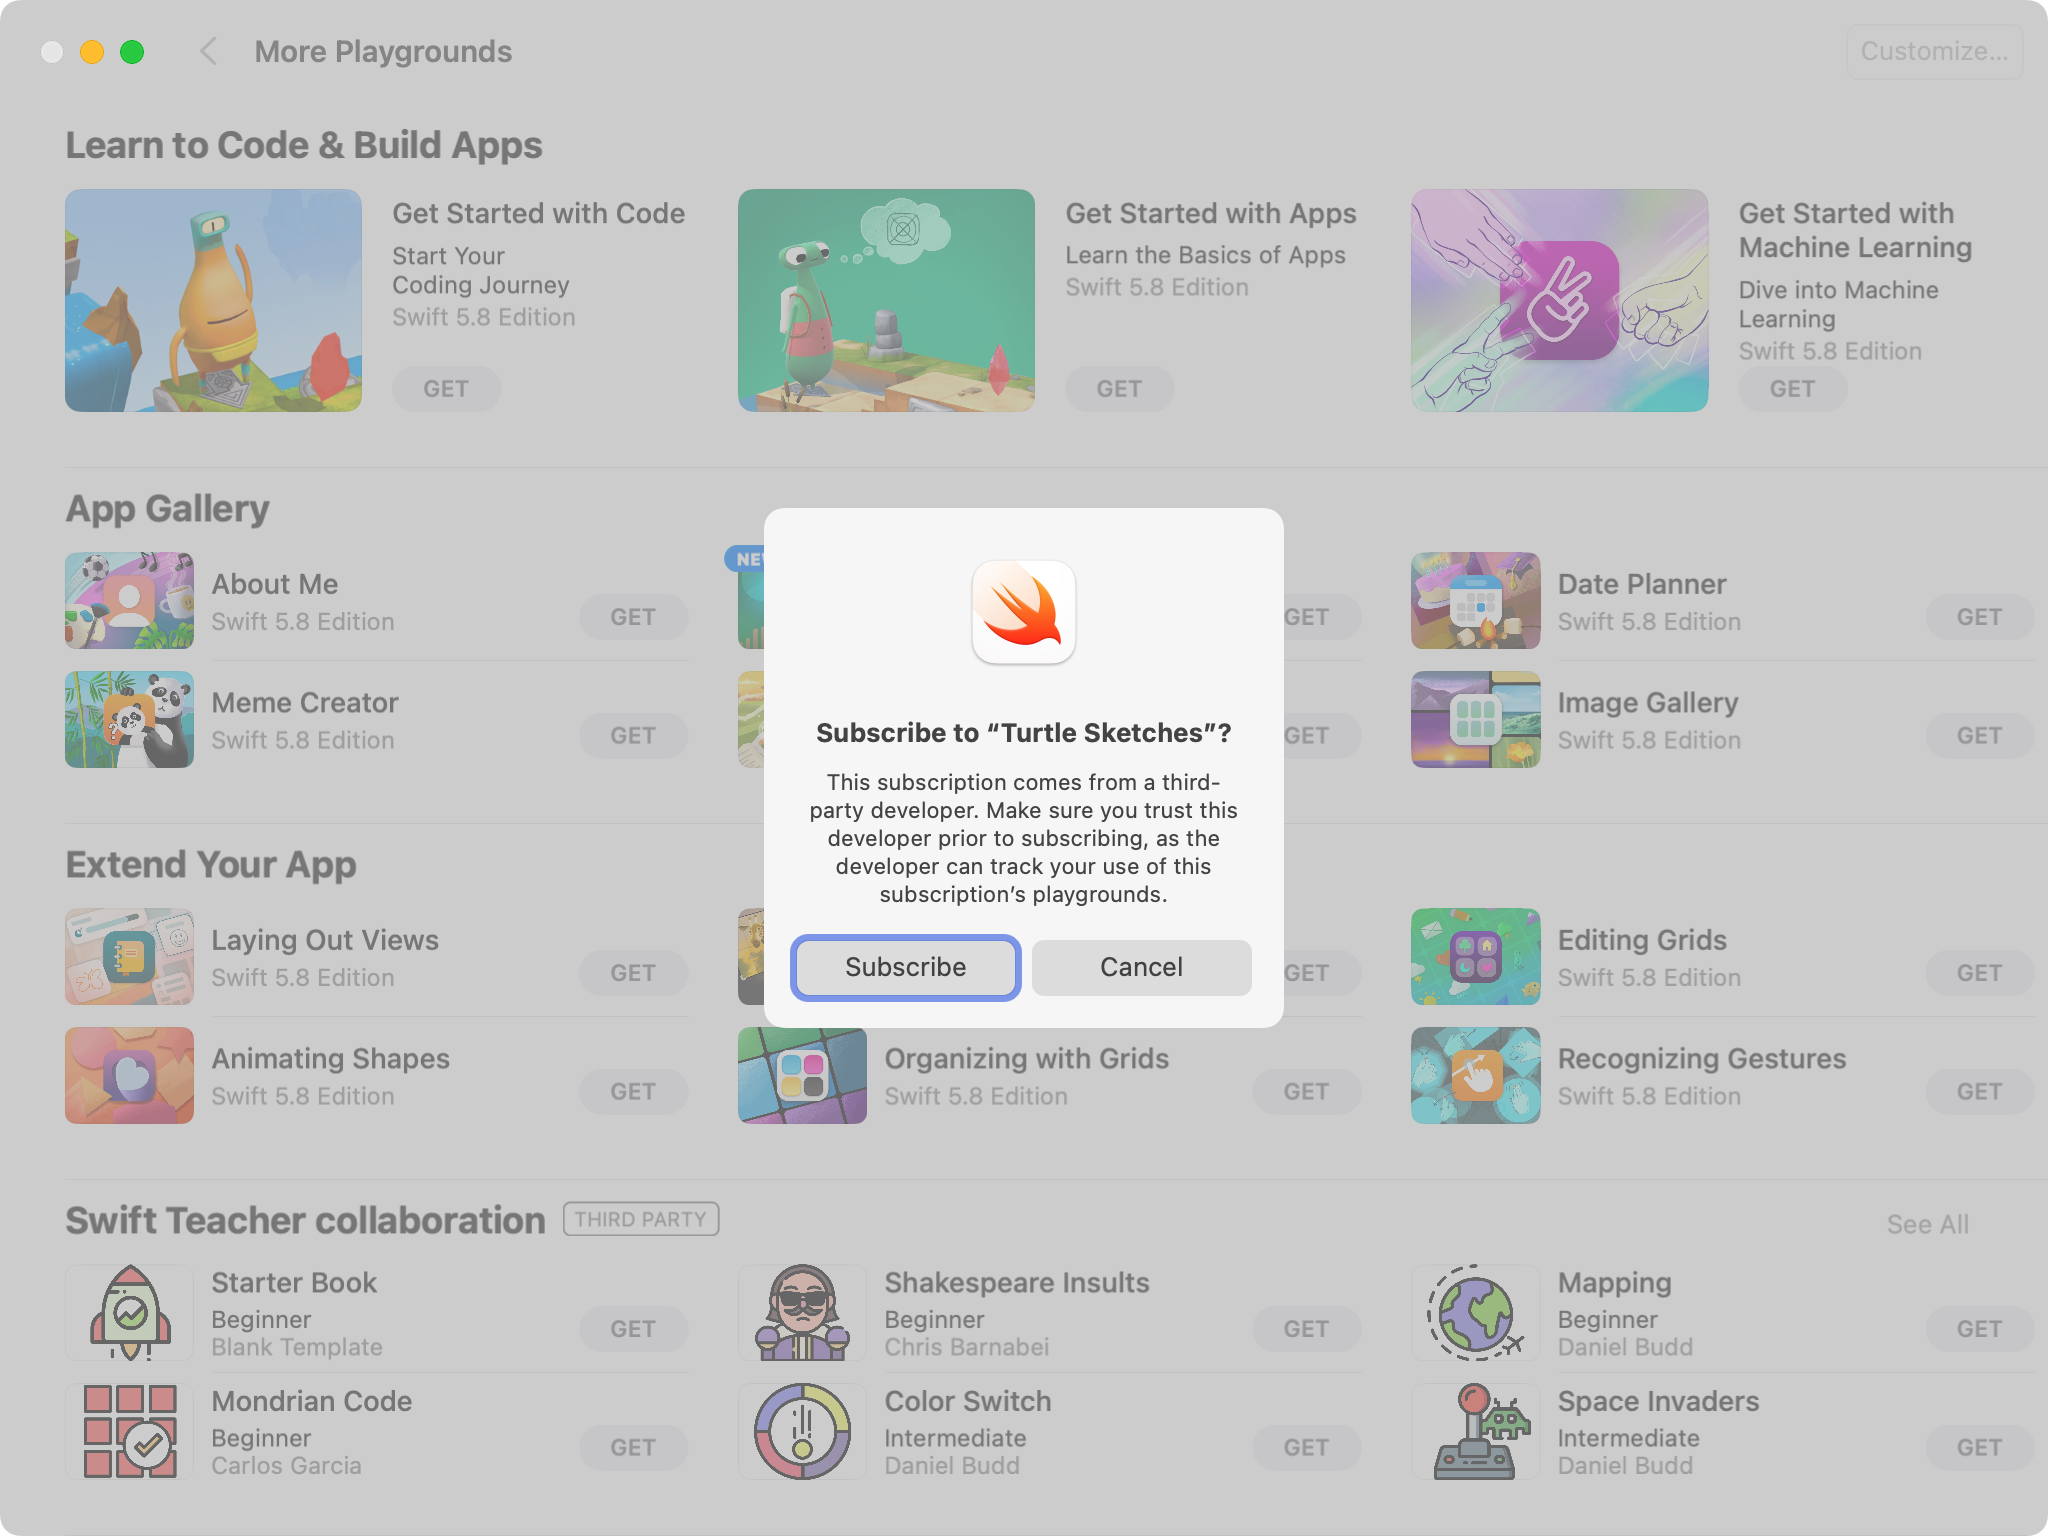 More Playgrounds
Customize...
Learn to Code & Build Apps
Get Started with Code
Start Your
Coding Journey
Swift 5.8 Edition
GET
Get Started with Apps
Learn the Basics of Apps
Swift 5.8 Edition
GET
Get Started with
Machine Learning
Dive into Machine
Learning
Swift 5.8 Edition
GET
App Gallery
About Me
Swift 5.8 Edition
GET
GET
Date Planner
Swift 5.8 Edition
GET
Meme Creator
Swift 5.8 Edition
GET
GET
Image Gallery
Swift 5.8 Edition
GET
Subscribe to “Turtle Sketches”?
This subscription comes from a third-
party developer. Make sure you trust this
developer prior to subscribing, as the
developer can track your use of this
subscription’s playgrounds.
Subscribe
Cancel
Extend Your App
Laying Out Views
Swift 5.8 Edition
GET
GET
Editing Grids
Swift 5.8 Edition
GET
Animating Shapes
Swift 5.8 Edition
GET
Organizing with Grids
Swift 5.8 Edition
GET
Recognizing Gestures
Swift 5.8 Edition
GET
Swift Teacher collaboration
THIRD PARTY
See All
Starter Book
Beginner
Blank Template
GET
Shakespeare Insults
Beginner
Chris Barnabei
GET
Mapping
Beginner
Daniel Budd
GET
Mondrian Code
Beginner
Carlos Garcia
GET
Color Switch
Intermediate
Daniel Budd
GET
Space Invaders
Intermediate
Daniel Budd
GET